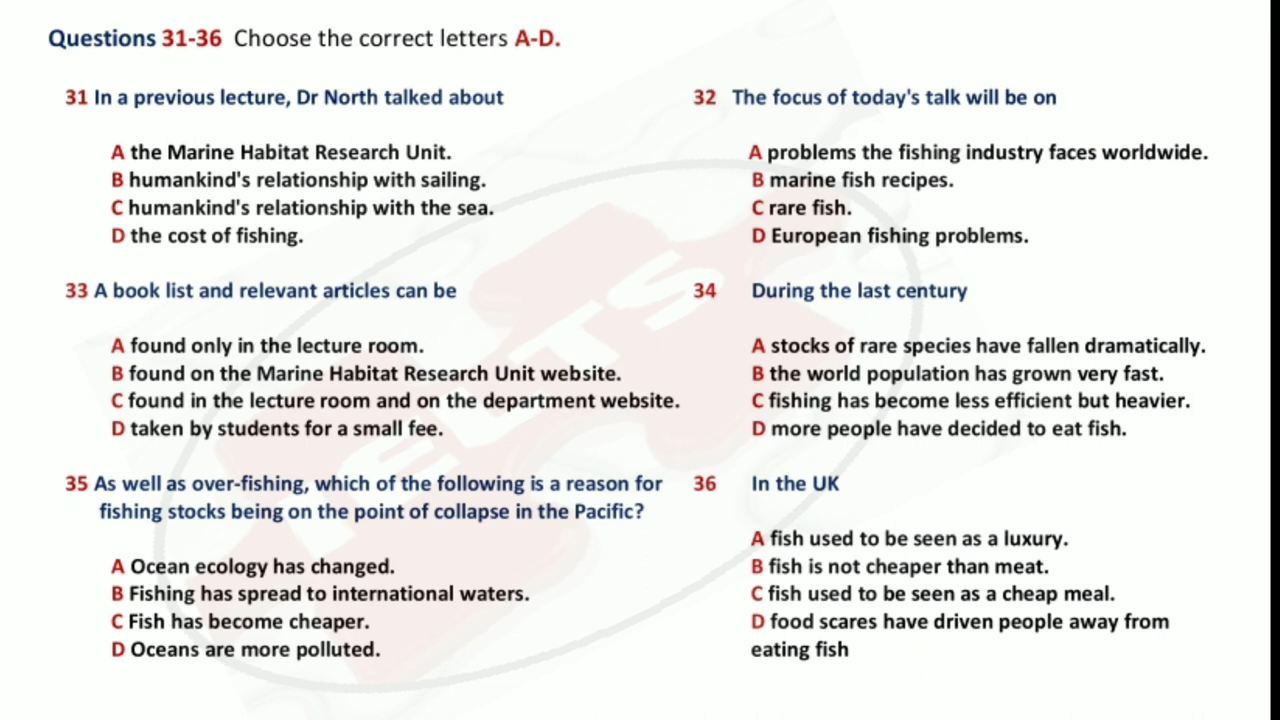 Questions 31-36 Choose the correct letters A-D.
31 In a previous lecture, Dr North talked about
A the Marine Habitat Research Unit.
B humankind's relationship with sailing.
C humankind's relationship with the sea.
D the cost of fishing.
32 The focus of today's talk will be on
A problems the fishing industry faces worldwide.
B marine fish recipes.
C rare fish.
D European fishing problems.
33 A book list and relevant articles can be
A found only in the lecture room.
B found on the Marine Habitat Research Unit website.
C found in the lecture room and on the department website.
D taken by students for a small fee.
34 During the last century
A stocks of rare species have fallen dramatically.
B the world population has grown very fast.
C fishing has become less efficient but heavier.
D more people have decided to eat fish.
35 As well as over-fishing, which of the following is a reason for
fishing stocks being on the point of collapse in the Pacific?
A Ocean ecology has changed.
B Fishing has spread to international waters.
C Fish has become cheaper.
D Oceans are more polluted.
36 In the UK
A fish used to be seen as a luxury.
B fish is not cheaper than meat.
C fish used to be seen as a cheap meal.
D food scares have driven people away from
eating fish
IELTS